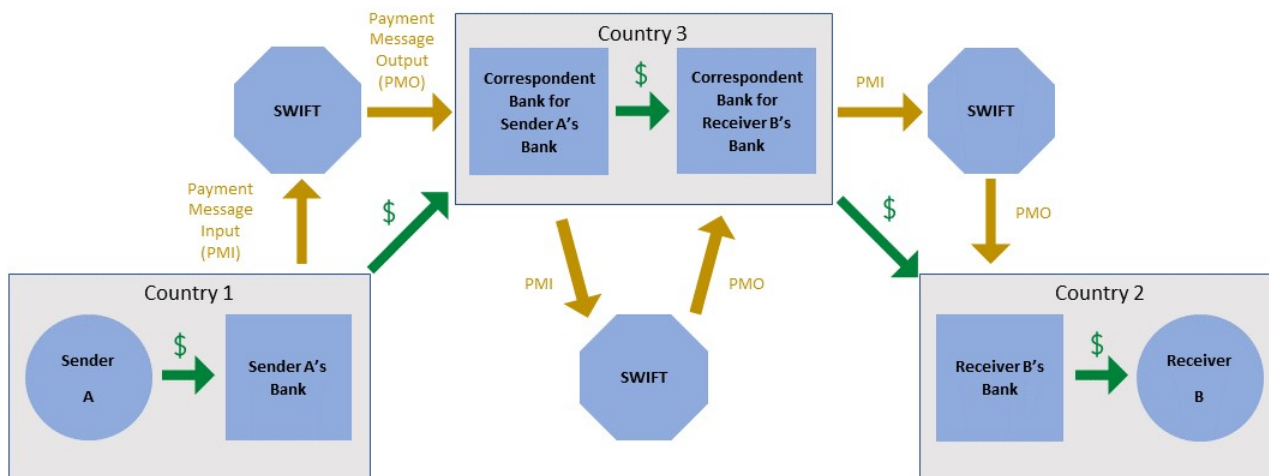 Payment
Message
Output
(PMO)
Country 3
SWIFT
Correspondent
Bank for
Sender A's
Bank
$
Correspondent
Bank for
Receiver B's
Bank
PMI
SWIFT
Payment
Message
Input
(PMI)
$
$
PMO
PMI
PMO
Country 1
Sender
A
$
Sender A's
Bank
SWIFT
Country 2
Receiver B's
Bank
$
Receiver
B